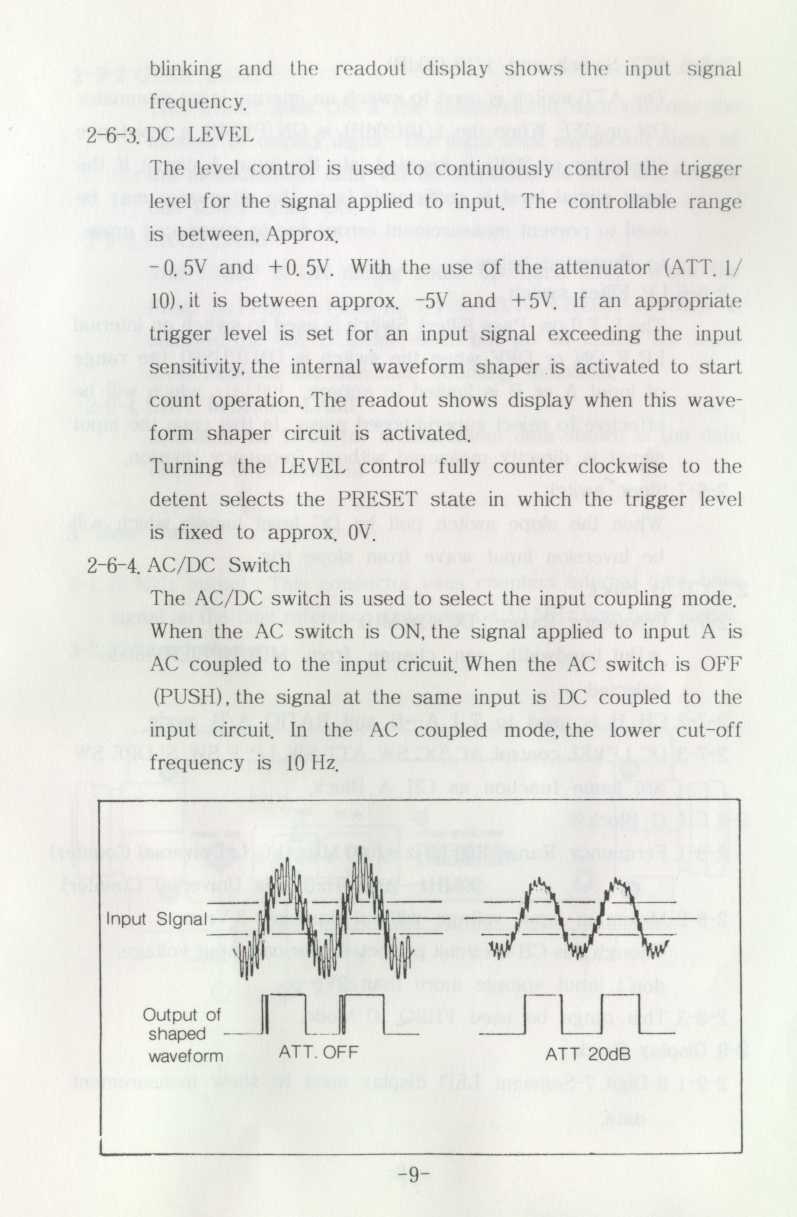 blinking and the readout display shows the input signal
frequency.
2-6-3. DC LEVEL
The level control is used to continuously control the trigger
level for the signal applied to input. The controllable range
is between, Approx.
-0.5V and +0.5V. With the use of the attenuator (ATT. 1/
10), it is between approx. -5V and +5V. If an appropriate
trigger level is set for an input signal exceeding the input
sensitivity, the internal waveform shaper is activated to start
count operation. The readout shows display when this wave-
form shaper circuit is activated.
Turning the LEVEL control fully counter clockwise to the
detent selects the PRESET state in which the trigger level
is fixed to approx. 0V.
2-6-4. AC/DC Switch
The AC/DC switch is used to select the input coupling mode.
When the AC switch is ON, the signal applied to input A is
AC coupled to the input cricuit. When the AC switch is OFF
(PUSH), the signal at the same input is DC coupled to the
input circuit. In the AC coupled mode, the lower cut-off
frequency is 10 Hz.
Input SIgnal
Output of
shaped
waveform
ATT. OFF
ATT 20dB
-9-